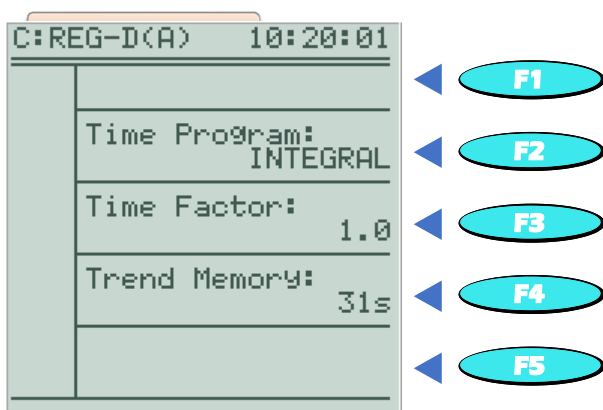 C:REG-D(A) 10:20:01
F1
Time Program:
INTEGRAL
F2
Time Factor:
1.0
F3
Trend Memory:
31s
F4
F5